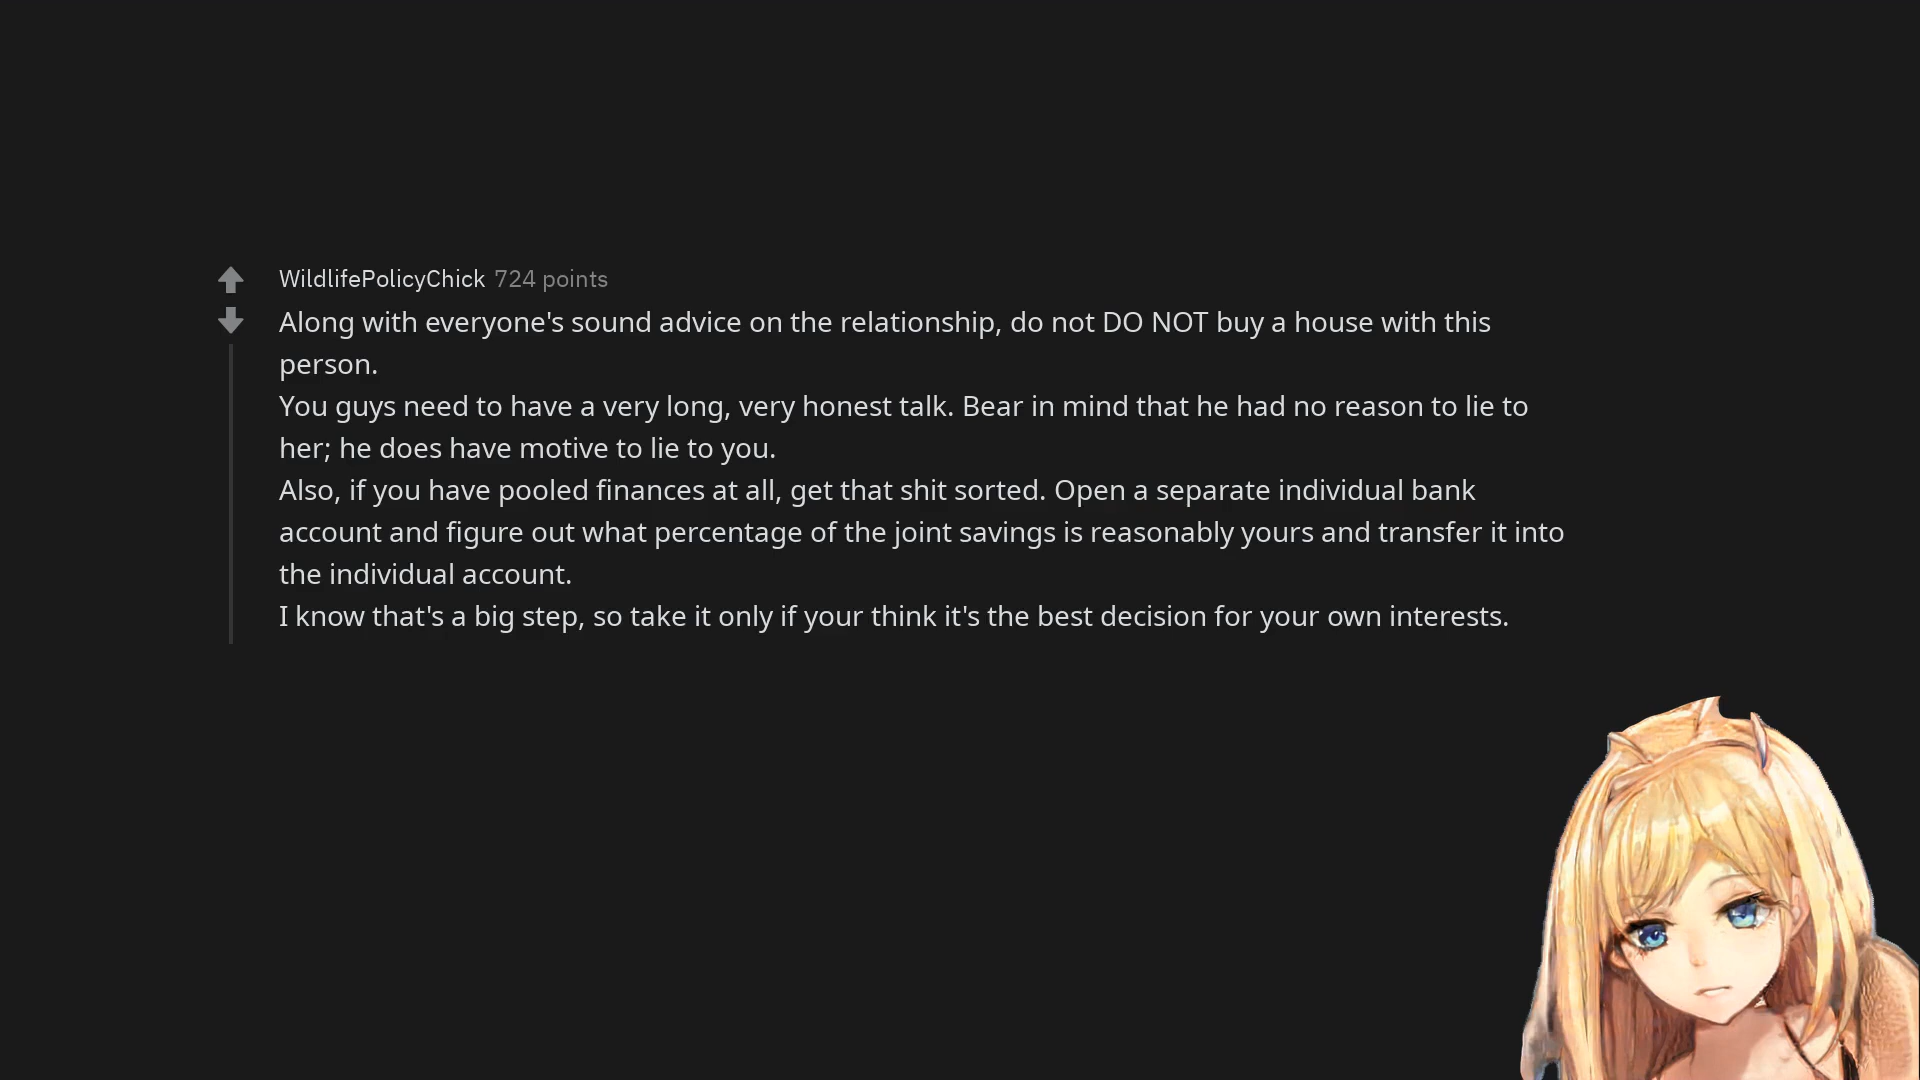 WildlifePolicyChick 724 points
Along with everyone's sound advice on the relationship, do not DO NOT buy a house with this
person.
You guys need to have a very long, very honest talk. Bear in mind that he had no reason to lie to
her; he does have motive to lie to you.
Also, if you have pooled finances at all, get that shit sorted. Open a separate individual bank
account and figure out what percentage of the joint savings is reasonably yours and transfer it into
the individual account.
I know that's a big step, so take it only if your think it's the best decision for your own interests.